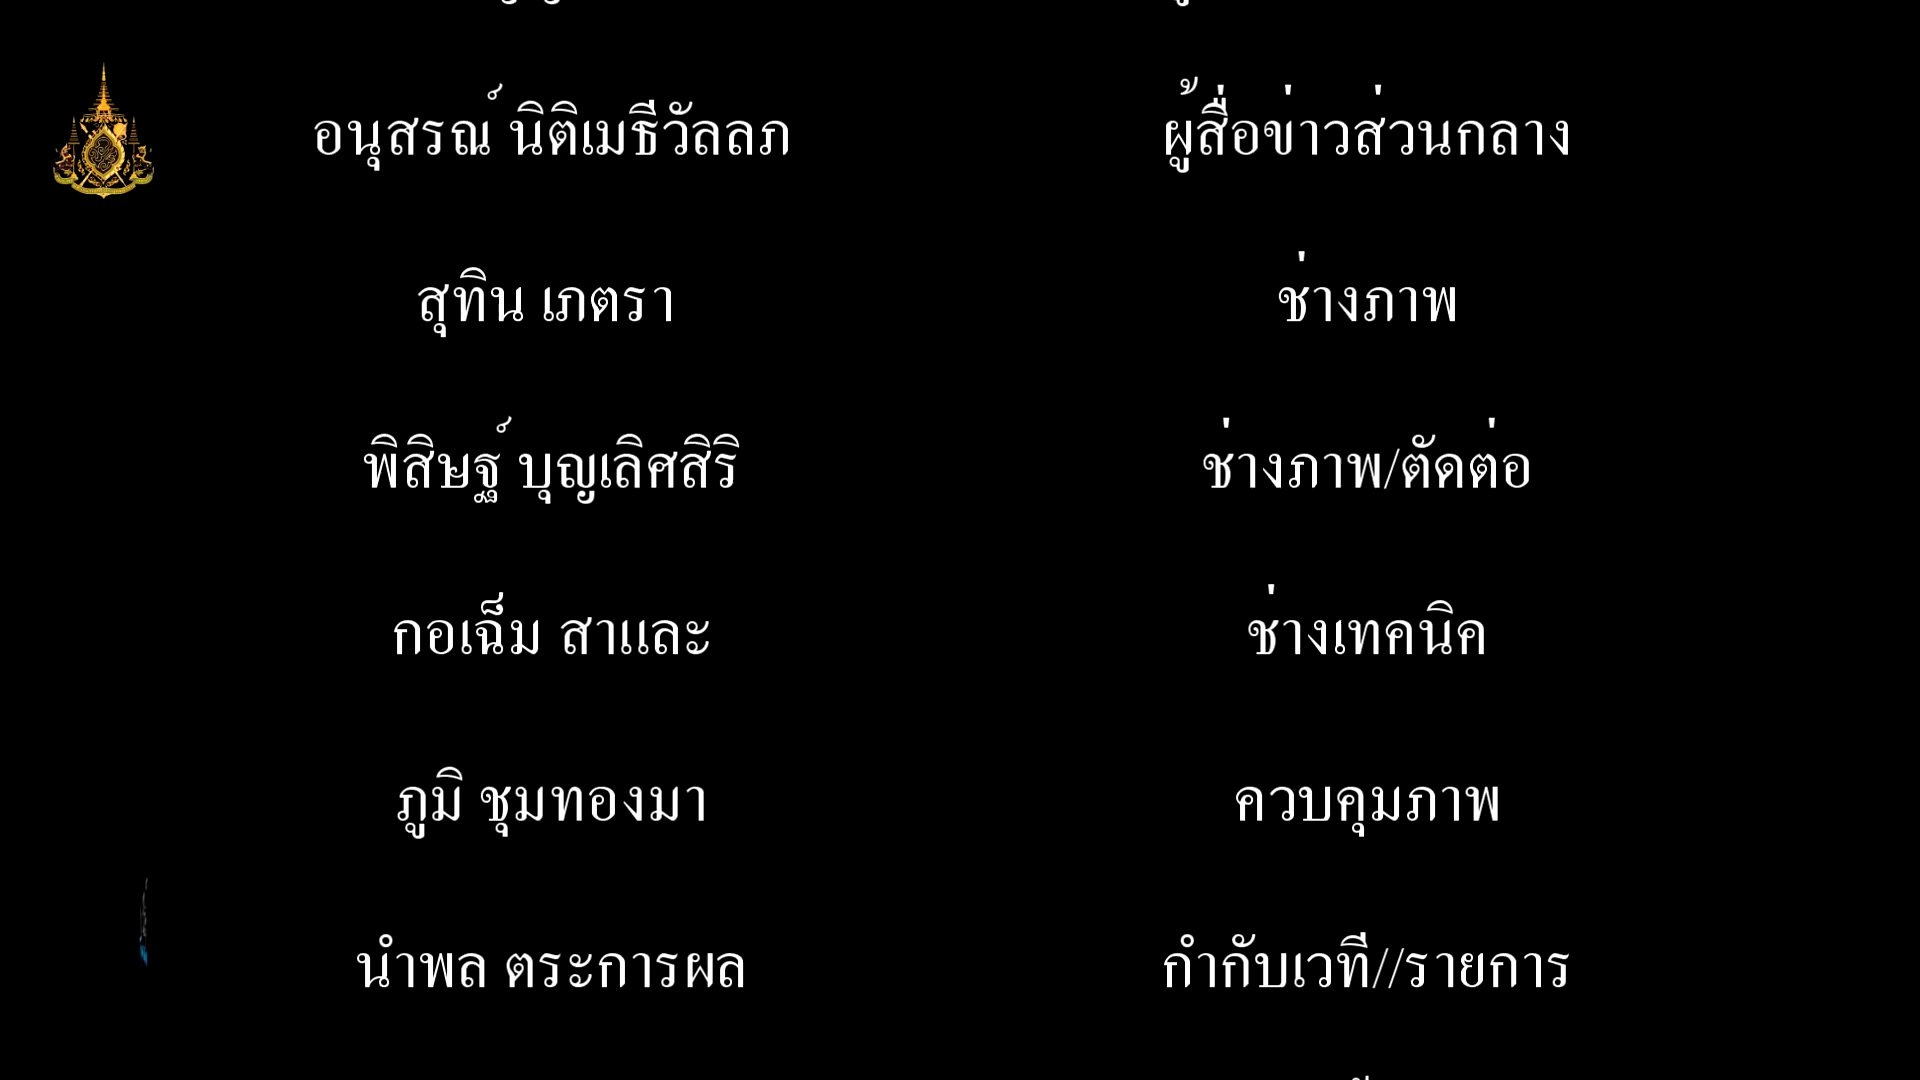 อนุสรณ์ นิติเมธีวัลลภ ผู้สื่อข่าวส่วนกลาง
สุทิน เภตรา ช่างภาพ
พิสิษฐ์ บุญเลิศสิริ ช่างภาพ/ตัดต่อ
กอเฉ็ม สาและ ช่างเทคนิค
ภูมิ ชุมทองมา ควบคุมภาพ
นำพล ตระการผล กำกับเวที//รายการ